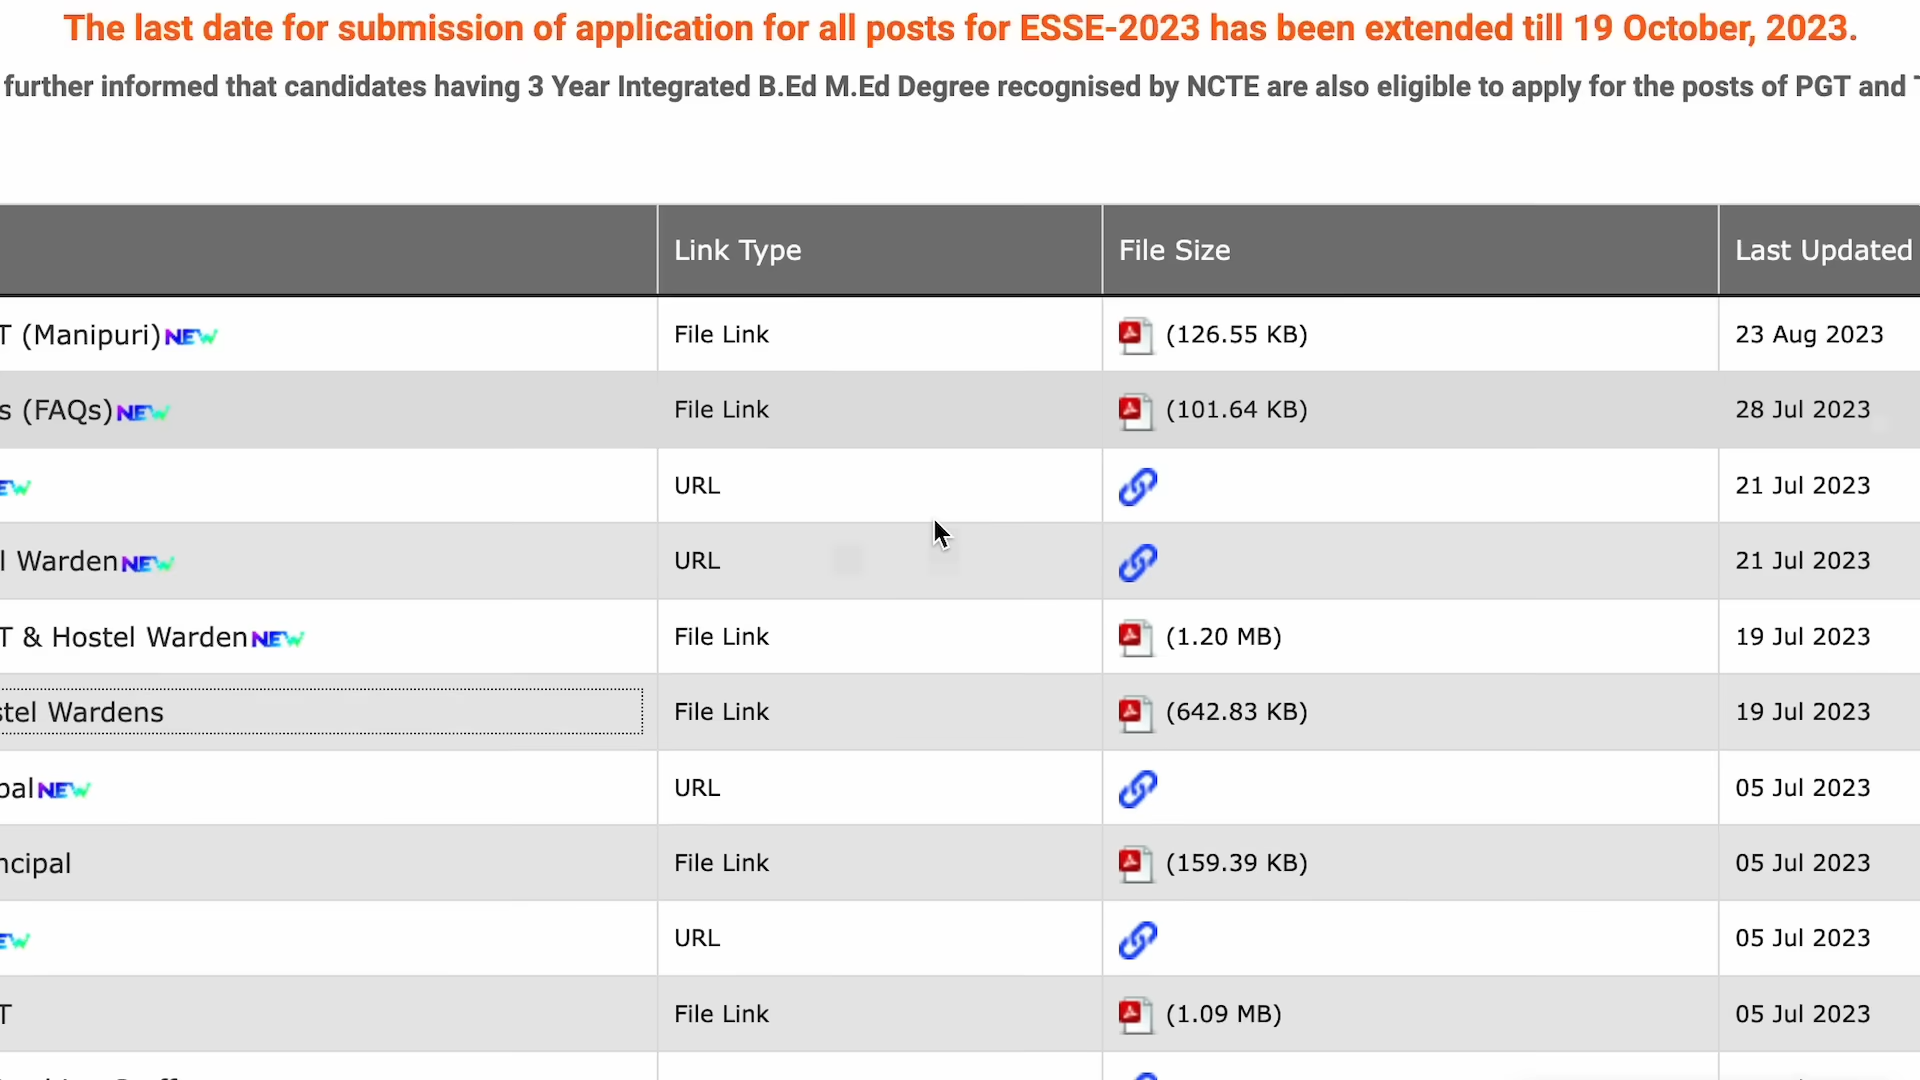 The last date for submission of application for all posts for ESSE-2023 has been extended till 19 October, 2023.
further informed that candidates having 3 Year Integrated B.Ed M.Ed Degree recognised by NCTE are also eligible to apply for the posts of PGT and
Link Type File Size Last Updated
T (Manipuri) NEW File Link (126.55 KB) 23 Aug 2023
s (FAQs) NEW File Link (101.64 KB) 28 Jul 2023
EW URL 21 Jul 2023
l Warden NEW URL 21 Jul 2023
T & Hostel Warden NEW File Link (1.20 MB) 19 Jul 2023
stel Wardens File Link (642.83 KB) 19 Jul 2023
pal NEW URL 05 Jul 2023
ncipal File Link (159.39 KB) 05 Jul 2023
EW URL 05 Jul 2023
T File Link (1.09 MB) 05 Jul 2023